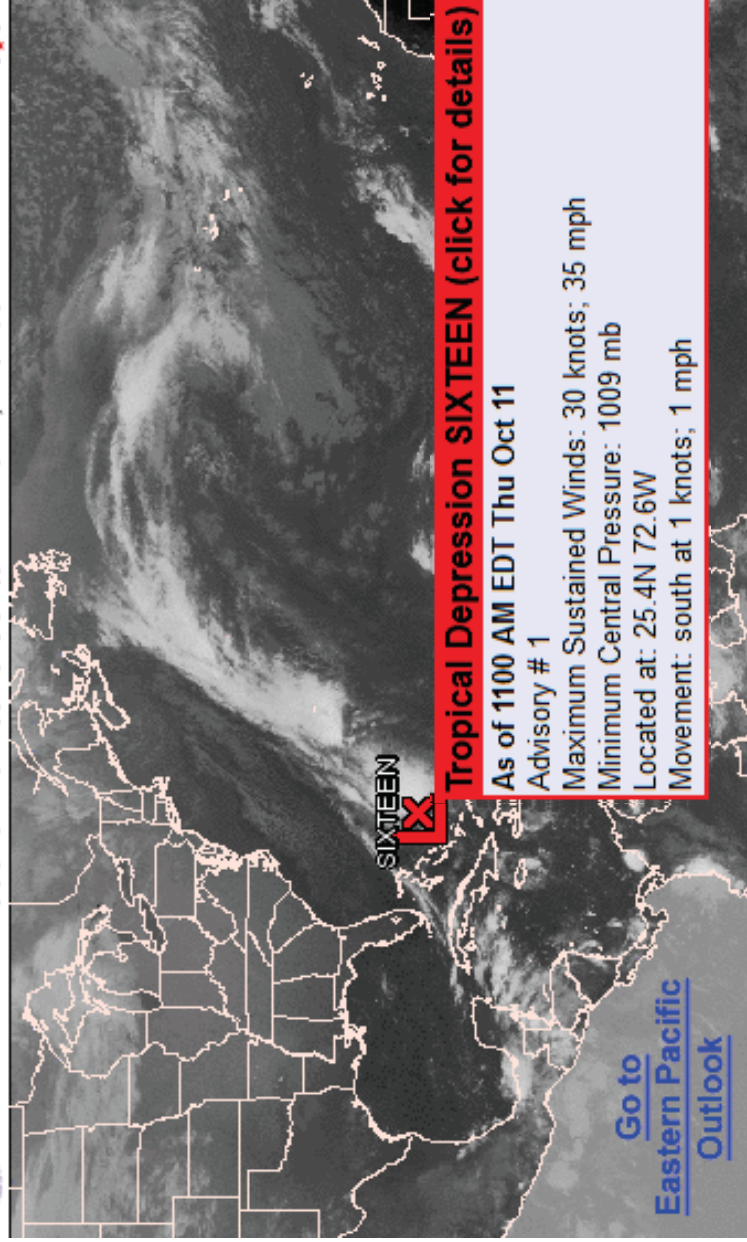 SIXTEEN
Tropical Depression SIXTEEN (click for details)
As of 1100 AM EDT Thu Oct 11
Advisory # 1
Maximum Sustained Winds: 30 knots; 35 mph
Minimum Central Pressure: 1009 mb
Located at: 25.4N 72.6W
Movement: south at 1 knots; 1 mph
Go to
Eastern Pacific
Outlook